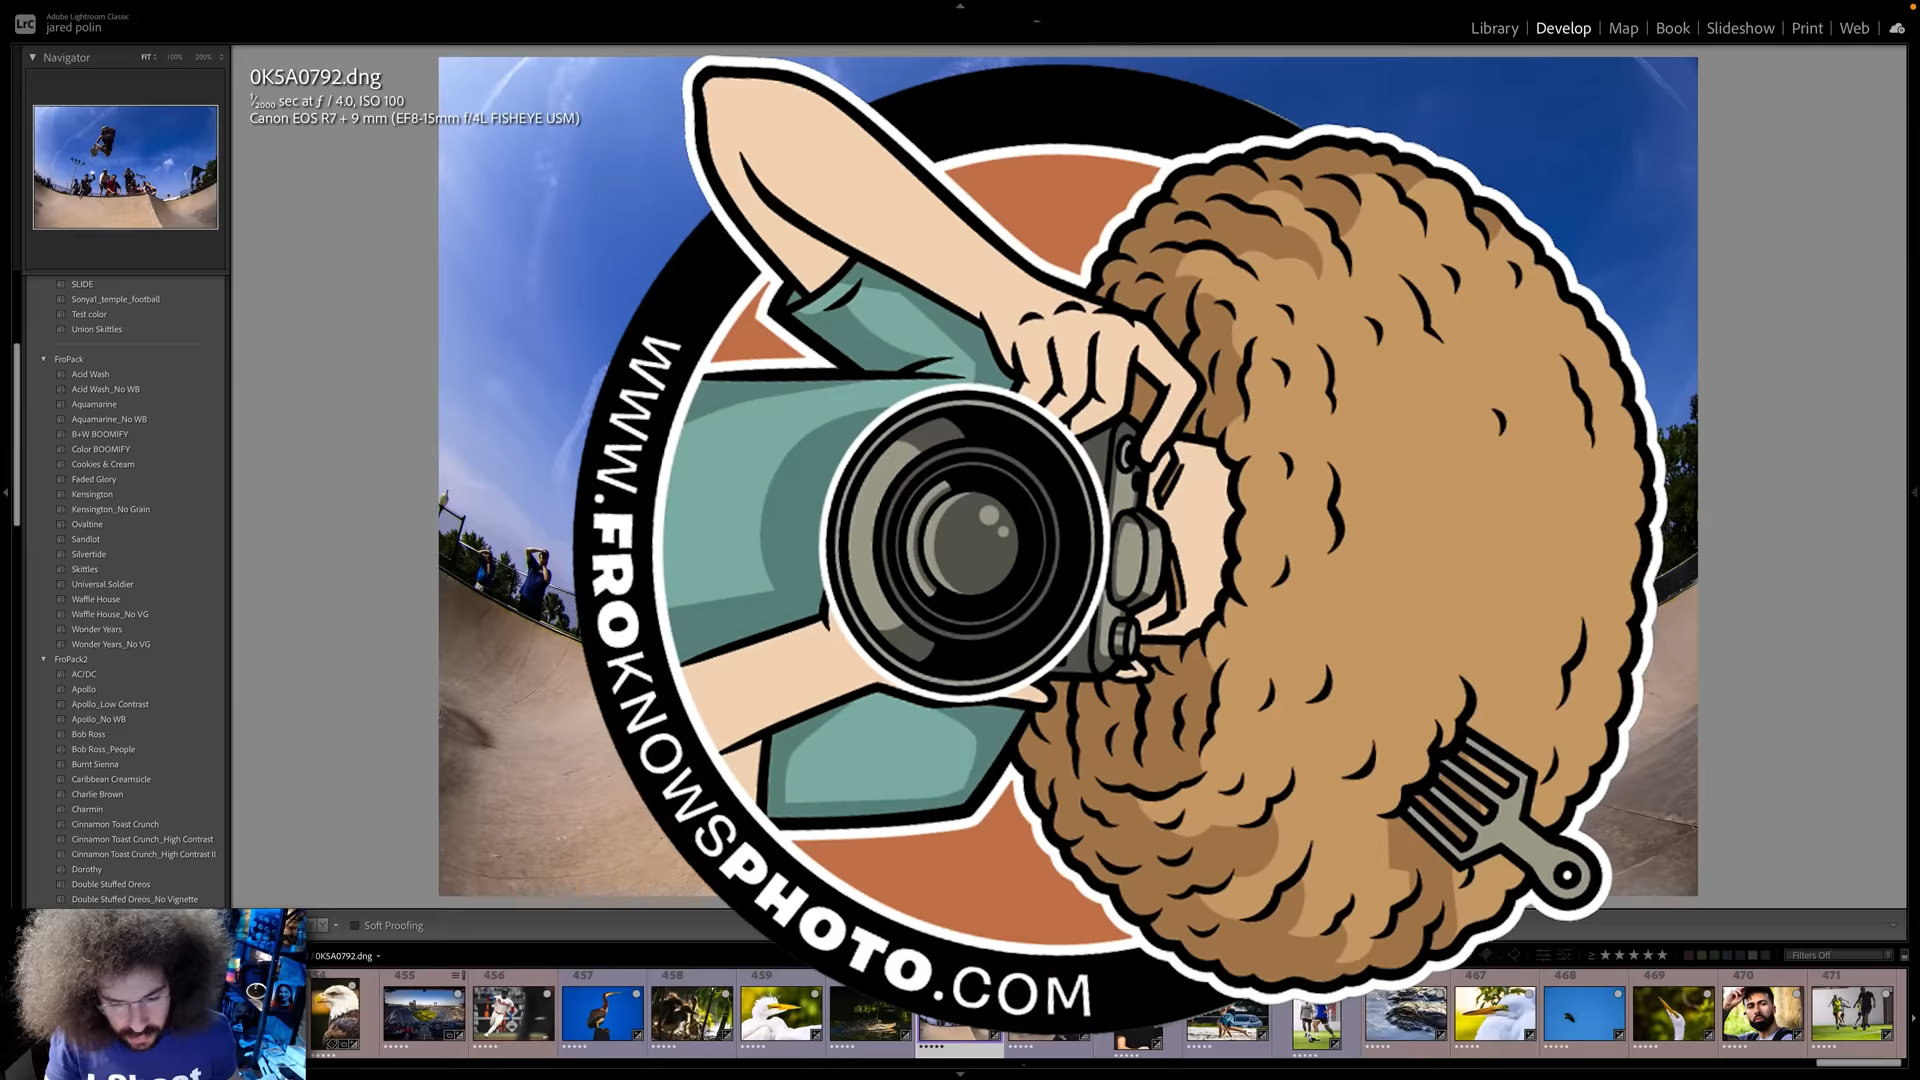 Lrc
Adobe Lightroom Classic
jared polin
Library
Develop
Map
Book
Slideshow
Print
Web
Navigator
FIT
100%
200%
0K5A0792.dng
1/2000 sec at ƒ / 4.0, ISO 100
Canon EOS R7 + 9 mm (EF8-15mm f/4L FISHEYE USM)
SLIDE
Sonya1_temple_football
Test color
Union Skittles
FroPack
Acid Wash
Acid Wash_No WB
Aquamarine
Aquamarine_No WB
B+W BOOMIFY
Color BOOMIFY
Cookies & Cream
Faded Glory
Kensington
Kensington_No Grain
Ovaltine
Sandlot
Silvertide
Skittles
Universal Soldier
Waffle House
Waffle House_No VG
Wonder Years
Wonder Years_No VG
FroPack2
AC/DC
Apollo
Apollo_Low Contrast
Apollo_No WB
Bob Ross
Bob Ross_People
Burnt Sienna
Caribbean Creamsicle
Charlie Brown
Charmin
Cinnamon Toast Crunch
Cinnamon Toast Crunch_High Contrast
Cinnamon Toast Crunch_High Contrast II
Dorothy
Double Stuffed Oreos
Double Stuffed Oreos_No Vignette
WWW.FROKNOWSPHOTO.COM
Soft Proofing
/ 0K5A0792.dng
Filters Off
455
456
457
458
459
467
468
469
470
471